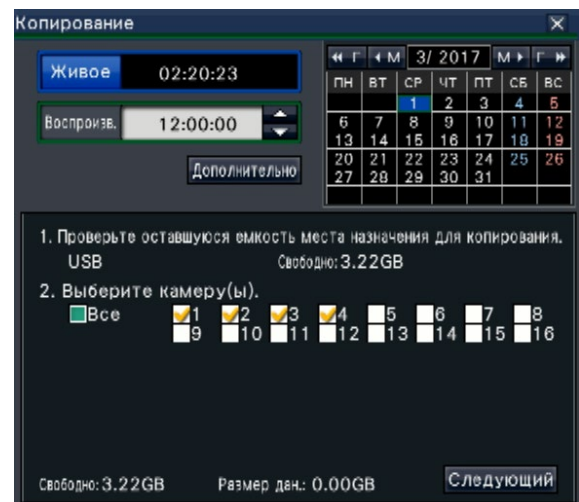 Копирование
Живое 02:20:23
Воспроизв. 12:00:00
Дополнительно
Г М 3/ 2017 М Г
ПН ВТ СР ЧТ ПТ СБ ВС
1 2 3 4 5
6 7 8 9 10 11 12
13 14 15 16 17 18 19
20 21 22 23 24 25 26
27 28 29 30 31
1. Проверьте оставшуюся емкость места назначения для копирования.
USB Свободно: 3.22GB
2. Выберите камеру(ы).
Все 1 2 3 4 5 6 7 8
9 10 11 12 13 14 15 16
Свободно: 3.22GB Размер дан.: 0.00GB Следующий